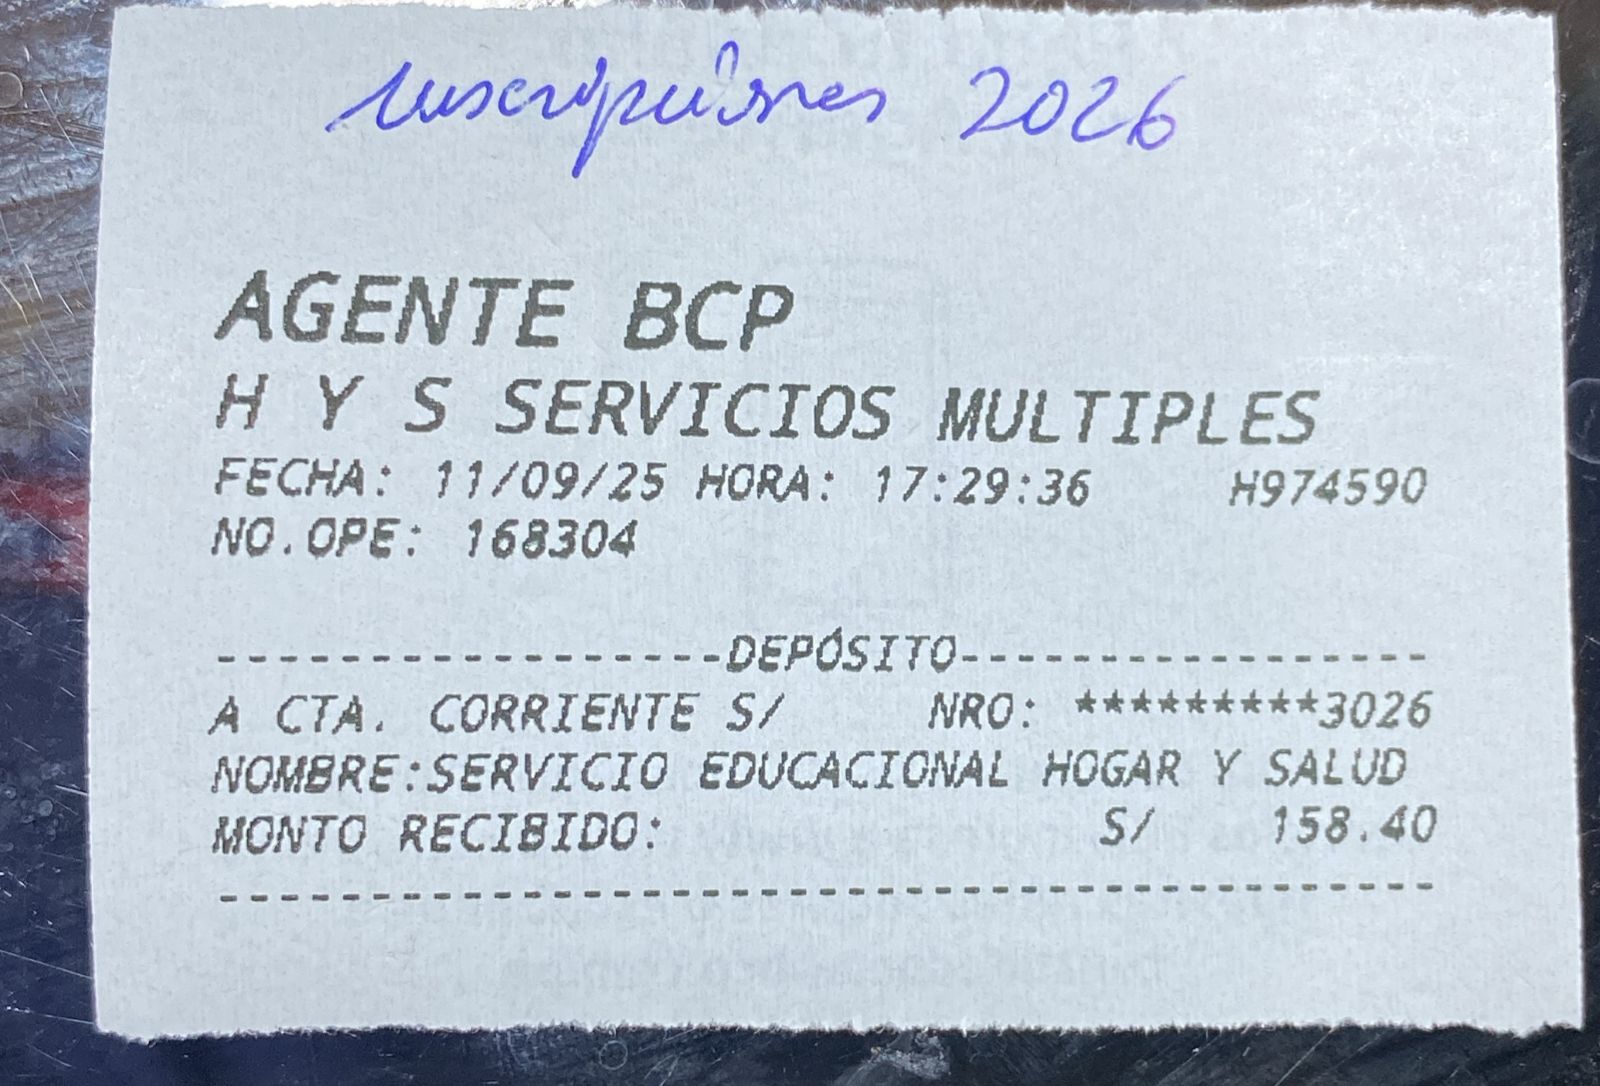 Inscripciones 2026
AGENTE BCP
H Y S SERVICIOS MULTIPLES
FECHA: 11/09/25 HORA: 17:29:36 H974590
NO.OPE: 168304
------------------DEPÓSITO-----------------
A CTA. CORRIENTE S/ NRO: *********3026
NOMBRE:SERVICIO EDUCACIONAL HOGAR Y SALUD
MONTO RECIBIDO: S/ 158.40
-------------------------------------------